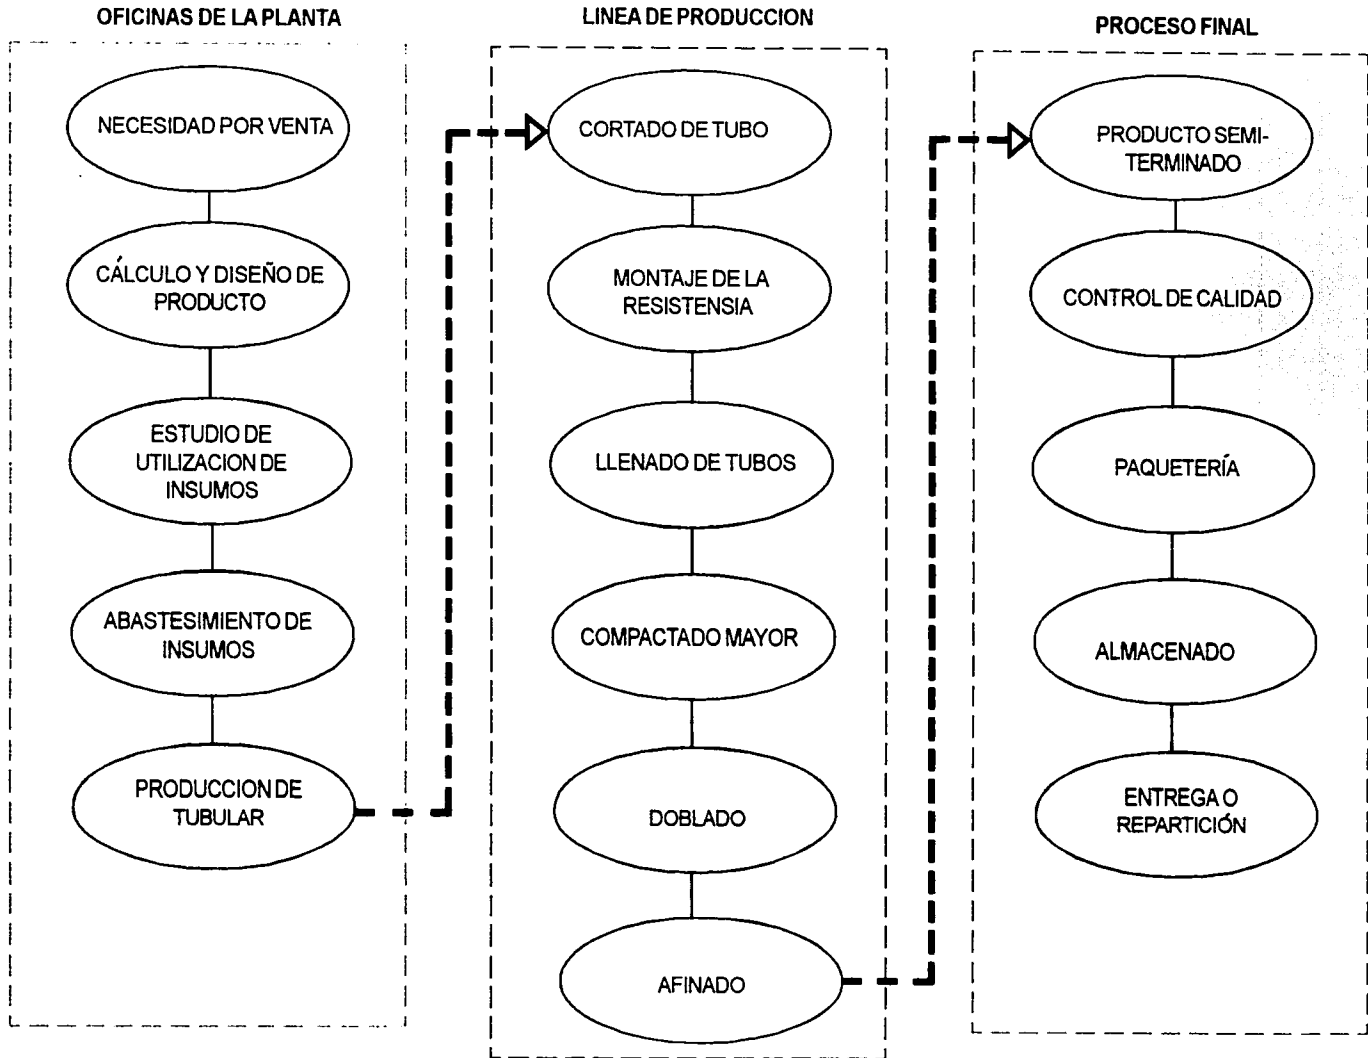 OFICINAS DE LA PLANTA
NECESIDAD POR VENTA
CÁLCULO Y DISEÑO DE
PRODUCTO
ESTUDIO DE
UTILIZACION DE
INSUMOS
ABASTESIMIENTO DE
INSUMOS
PRODUCCION DE
TUBULAR
LINEA DE PRODUCCION
CORTADO DE TUBO
MONTAJE DE LA
RESISTENSIA
LLENADO DE TUBOS
COMPACTADO MAYOR
DOBLADO
AFINADO
PROCESO FINAL
PRODUCTO SEMI-
TERMINADO
CONTROL DE CALIDAD
PAQUETERÍA
ALMACENADO
ENTREGA O
REPARTICIÓN